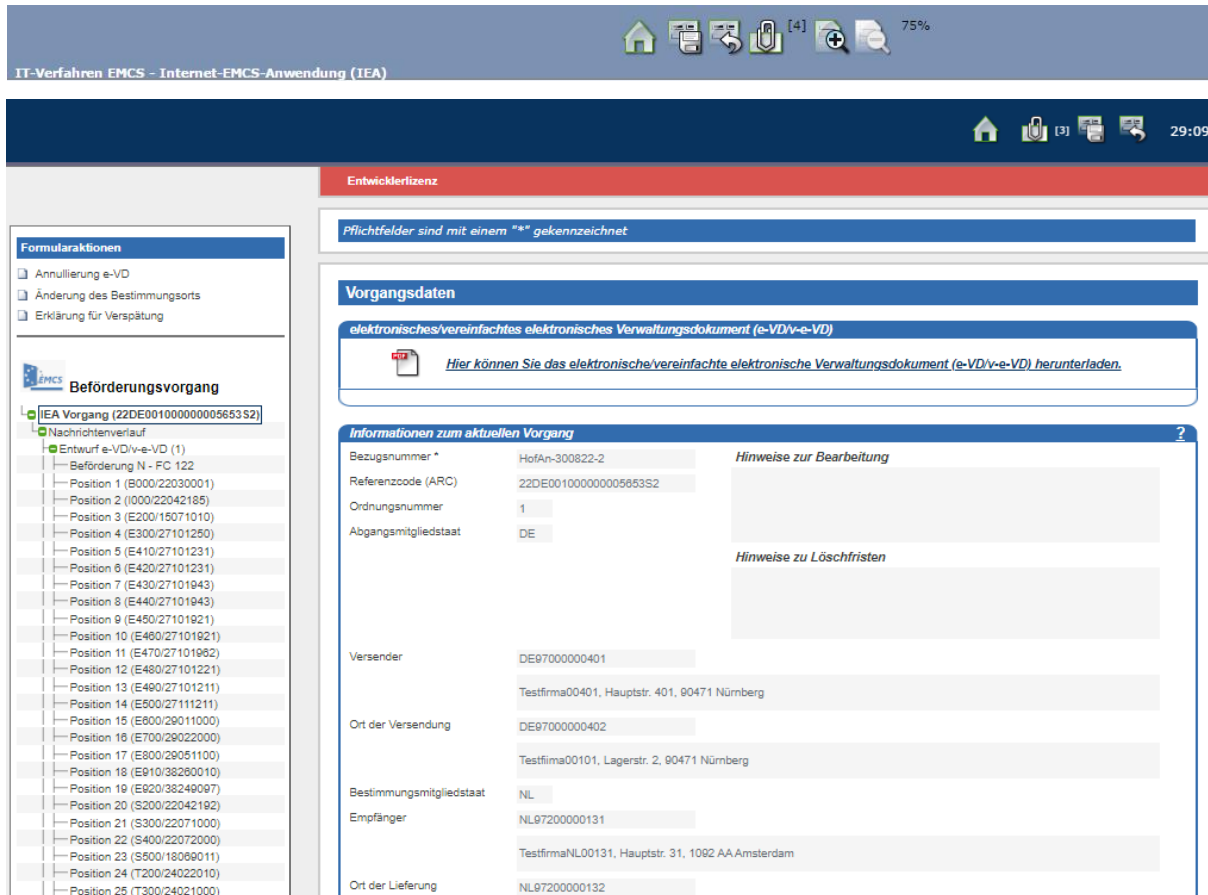 [4]
75%
IT-Verfahren EMCS - Internet-EMCS-Anwendung (IEA)
[3]
29:09
Entwicklerlizenz
Pflichtfelder sind mit einem "*" gekennzeichnet
Formularaktionen
Annullierung e-VD
Änderung des Bestimmungsorts
Erklärung für Verspätung
EMCS
Beförderungsvorgang
IEA Vorgang (22DE001000000005653S2)
Nachrichtenverlauf
Entwurf e-VD/v-e-VD (1)
Beförderung N - FC 122
Position 1 (B000/22030001)
Position 2 (I000/22042185)
Position 3 (E200/15071010)
Position 4 (E300/27101250)
Position 5 (E410/27101231)
Position 6 (E420/27101231)
Position 7 (E430/27101943)
Position 8 (E440/27101943)
Position 9 (E450/27101921)
Position 10 (E460/27101921)
Position 11 (E470/27101962)
Position 12 (E480/27101221)
Position 13 (E490/27101211)
Position 14 (E500/27111211)
Position 15 (E600/29011000)
Position 16 (E700/29022000)
Position 17 (E800/29051100)
Position 18 (E910/38260010)
Position 19 (E920/38249097)
Position 20 (S200/22042192)
Position 21 (S300/22071000)
Position 22 (S400/22072000)
Position 23 (S500/18069011)
Position 24 (T200/24022010)
Position 25 (T300/24021000)
Vorgangsdaten
elektronisches/vereinfachtes elektronisches Verwaltungsdokument (e-VD/v-e-VD)
Hier können Sie das elektronische/vereinfachte elektronische Verwaltungsdokument (e-VD/v-e-VD) herunterladen.
Informationen zum aktuellen Vorgang ?
Bezugsnummer * HofAn-300822-2 Hinweise zur Bearbeitung
Referenzcode (ARC) 22DE001000000005653S2
Ordnungsnummer 1
Abgangsmitgliedstaat DE
Hinweise zu Löschfristen
Versender DE97000000401
Testfirma00401, Hauptstr. 401, 90471 Nürnberg
Ort der Versendung DE97000000402
Testfiima00101, Lagerstr. 2, 90471 Nürnberg
Bestimmungsmitgliedstaat NL
Empfänger NL97200000131
TestfirmaNL00131, Hauptstr. 31, 1092 AA Amsterdam
Ort der Lieferung NL97200000132